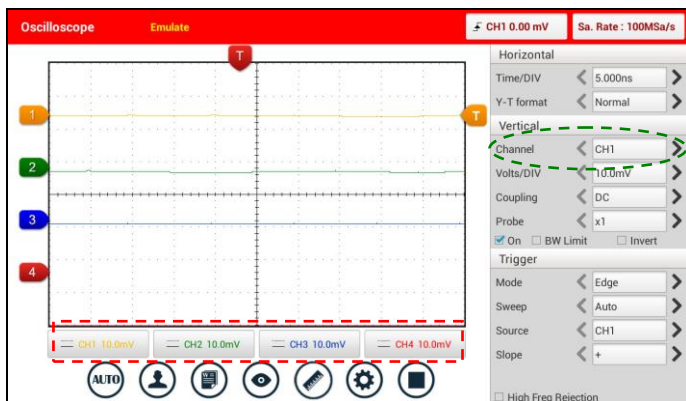 Oscilloscope Emulate CH1 0.00 mV Sa. Rate : 100MSa/s
T
1
T
2
3
4
CH1 10.0mV CH2 10.0mV CH3 10.0mV CH4 10.0mV
AUTO
Horizontal
Time/DIV 5.000ns
Y-T format Normal
Vertical
Channel CH1
Volts/DIV 10.0mV
Coupling DC
Probe x1
On BW Limit Invert
Trigger
Mode Edge
Sweep Auto
Source CH1
Slope +
High Freq Rejection